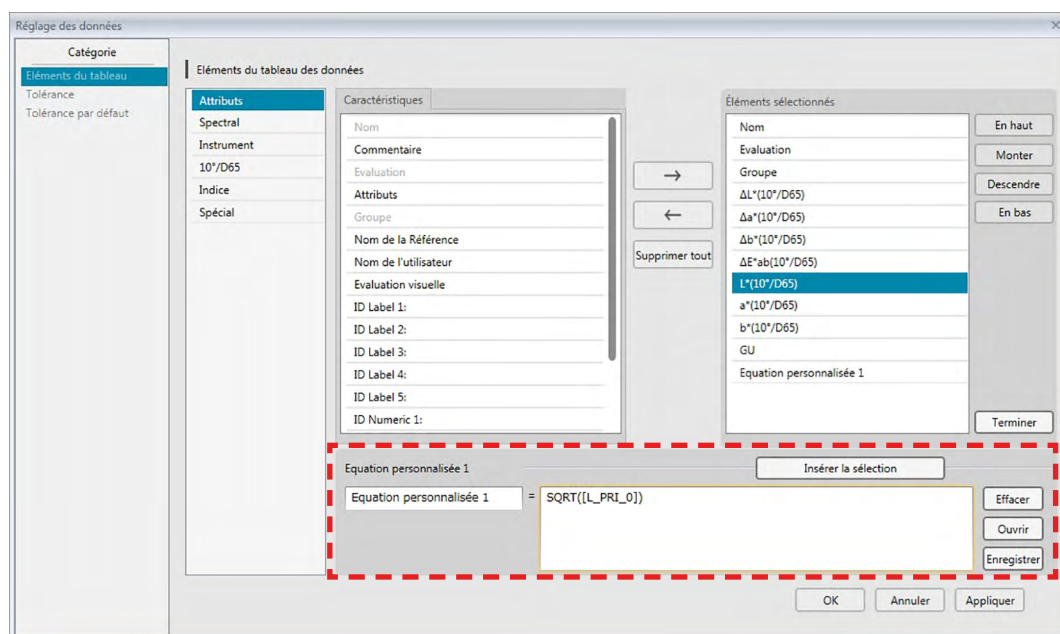 Réglage des données
Catégorie
Eléments du tableau
Tolérance
Tolérance par défaut
Eléments du tableau des données
Attributs
Spectral
Instrument
10°/D65
Indice
Spécial
Caractéristiques
Nom
Commentaire
Evaluation
Attributs
Groupe
Nom de la Référence
Nom de l'utilisateur
Evaluation visuelle
ID Label 1:
ID Label 2:
ID Label 3:
ID Label 4:
ID Label 5:
ID Numeric 1:
→
←
Supprimer tout
Éléments sélectionnés
Nom
Evaluation
Groupe
ΔL*(10°/D65)
Δa*(10°/D65)
Δb*(10°/D65)
ΔE*ab(10°/D65)
L*(10°/D65)
a*(10°/D65)
b*(10°/D65)
GU
Equation personnalisée 1
En haut
Monter
Descendre
En bas
Terminer
Equation personnalisée 1
Insérer la sélection
Equation personnalisée 1 = SQRT([L_PRI_0])
Effacer
Ouvrir
Enregistrer
OK Annuler Appliquer